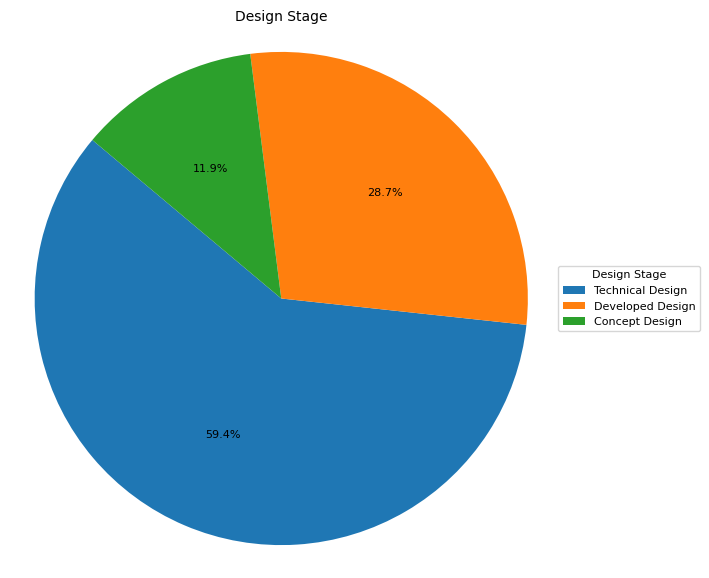 Design Stage
11.9%
28.7%
59.4%
Design Stage
Technical Design
Developed Design
Concept Design